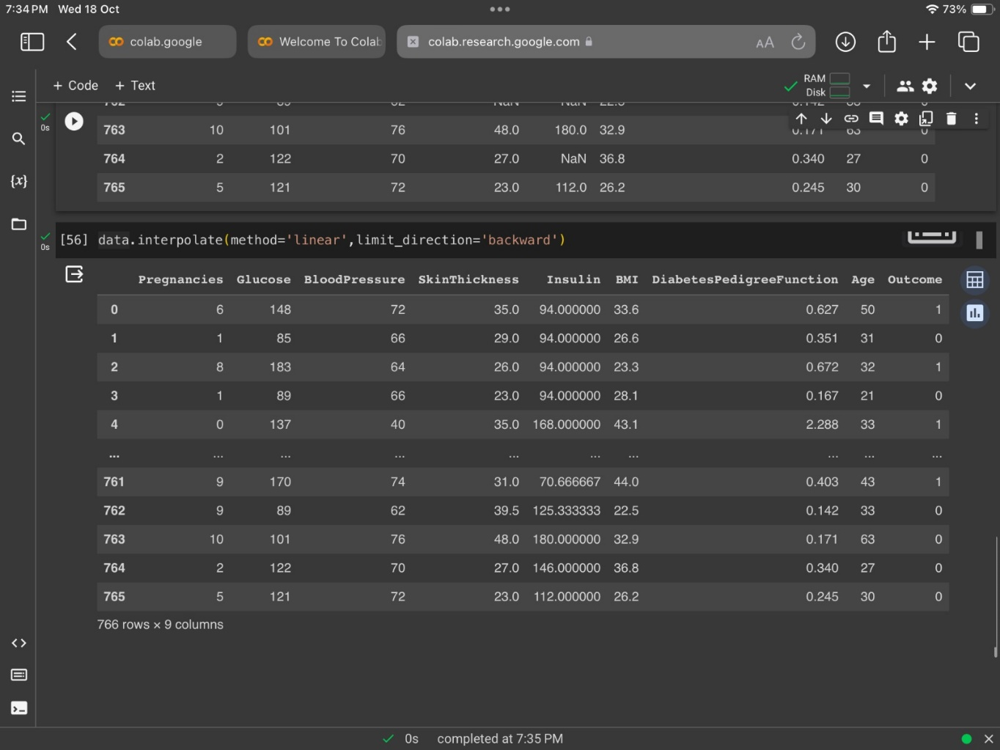 7:34 PM Wed 18 Oct
73%
colab.google
Welcome To Colab
colab.research.google.com
AA
+ Code + Text
RAM
Disk
0s
763 10 101 76 48.0 180.0 32.9 0.171 63 0
764 2 122 70 27.0 NaN 36.8 0.340 27 0
765 5 121 72 23.0 112.0 26.2 0.245 30 0
{x}
0s
[56] data.interpolate(method='linear',limit_direction='backward')
Pregnancies Glucose BloodPressure SkinThickness Insulin BMI DiabetesPedigreeFunction Age Outcome
0 6 148 72 35.0 94.000000 33.6 0.627 50 1
1 1 85 66 29.0 94.000000 26.6 0.351 31 0
2 8 183 64 26.0 94.000000 23.3 0.672 32 1
3 1 89 66 23.0 94.000000 28.1 0.167 21 0
4 0 137 40 35.0 168.000000 43.1 2.288 33 1
... ... ... ... ... ... ... ... ... ...
761 9 170 74 31.0 70.666667 44.0 0.403 43 1
762 9 89 62 39.5 125.333333 22.5 0.142 33 0
763 10 101 76 48.0 180.000000 32.9 0.171 63 0
764 2 122 70 27.0 146.000000 36.8 0.340 27 0
765 5 121 72 23.0 112.000000 26.2 0.245 30 0
766 rows × 9 columns
0s completed at 7:35 PM